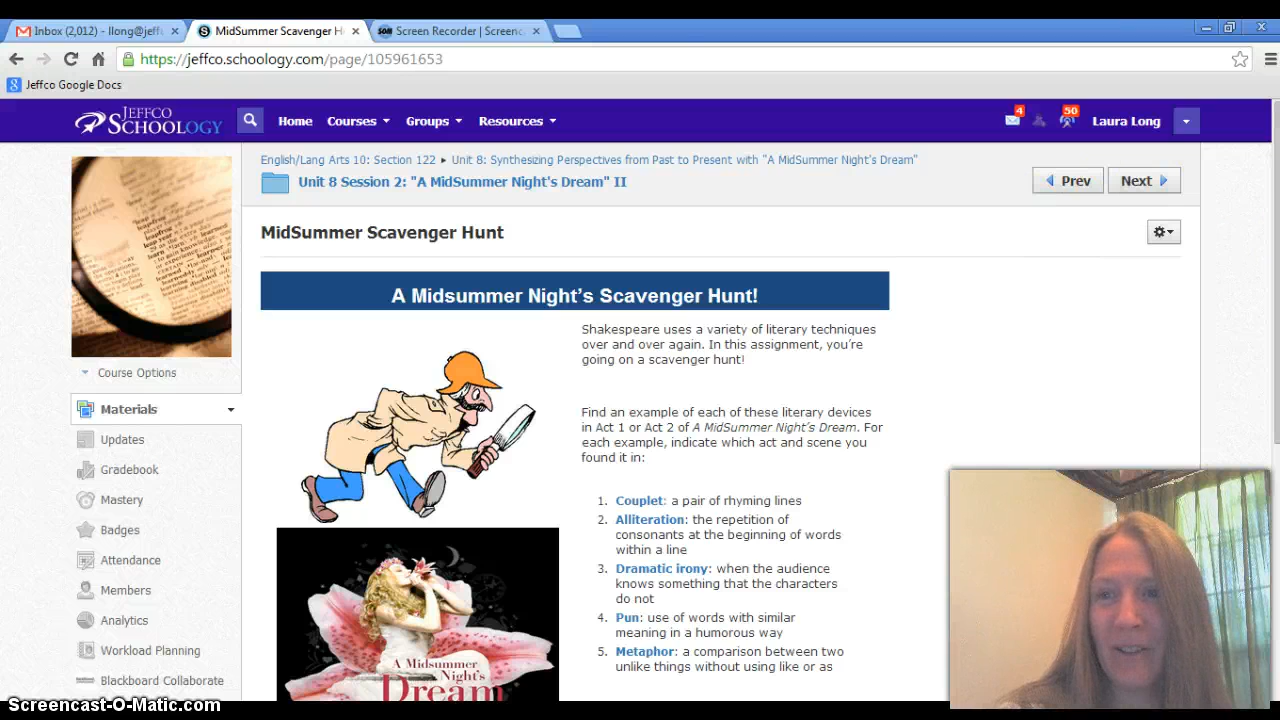 Inbox (2,012) - llong@jeff
MidSummer Scavenger H
Screen Recorder | Screenc
https://jeffco.schoology.com/page/105961653
Jeffco Google Docs
JEFFCO
SCHOOLOGY
Home
Courses
Groups
Resources
4
50
Laura Long
English/Lang Arts 10: Section 122 ▸ Unit 8: Synthesizing Perspectives from Past to Present with "A MidSummer Night's Dream"
Unit 8 Session 2: "A MidSummer Night's Dream" II
Prev
Next
MidSummer Scavenger Hunt
A Midsummer Night’s Scavenger Hunt!
Shakespeare uses a variety of literary techniques
over and over again. In this assignment, you’re
going on a scavenger hunt!
Find an example of each of these literary devices
in Act 1 or Act 2 of A MidSummer Night’s Dream. For
each example, indicate which act and scene you
found it in:
1. Couplet: a pair of rhyming lines
2. Alliteration: the repetition of
consonants at the beginning of words
within a line
3. Dramatic irony: when the audience
knows something that the characters
do not
4. Pun: use of words with similar
meaning in a humorous way
5. Metaphor: a comparison between two
unlike things without using like or as
Course Options
Materials
Updates
Gradebook
Mastery
Badges
Attendance
Members
Analytics
Workload Planning
Blackboard Collaborate
A Midsummer
Night's
Dream
Screencast-O-Matic.com